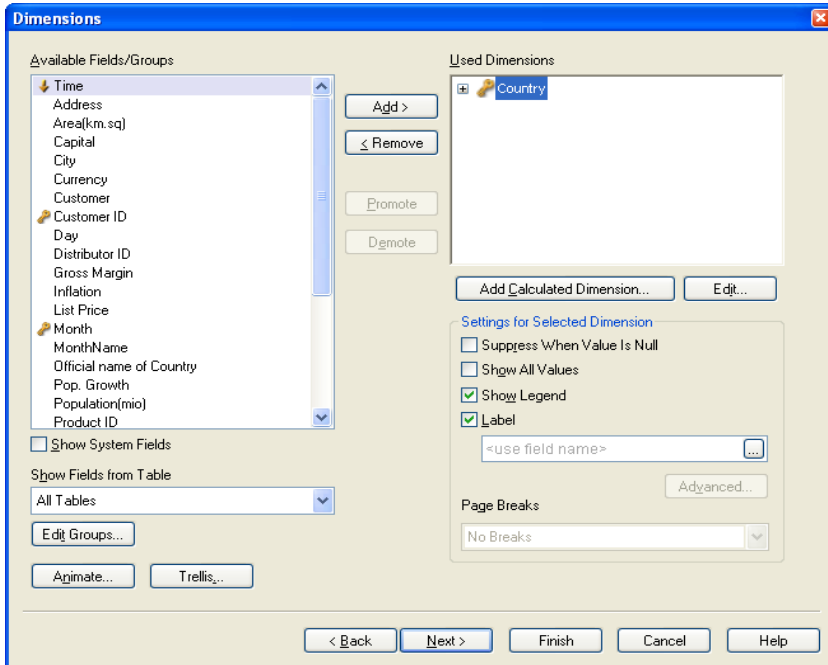 Dimensions
Available Fields/Groups
Time
Address
Area(km.sq)
Capital
City
Currency
Customer
Customer ID
Day
Distributor ID
Gross Margin
Inflation
List Price
Month
MonthName
Official name of Country
Pop. Growth
Population(mio)
Product ID
Show System Fields
Show Fields from Table
All Tables
Edit Groups...
Animate...
Trellis...
Add >
< Remove
Promote
Demote
Used Dimensions
Country
Add Calculated Dimension...
Edit...
Settings for Selected Dimension
Suppress When Value Is Null
Show All Values
Show Legend
Label
<use field name>
...
Advanced...
Page Breaks
No Breaks
< Back
Next >
Finish
Cancel
Help